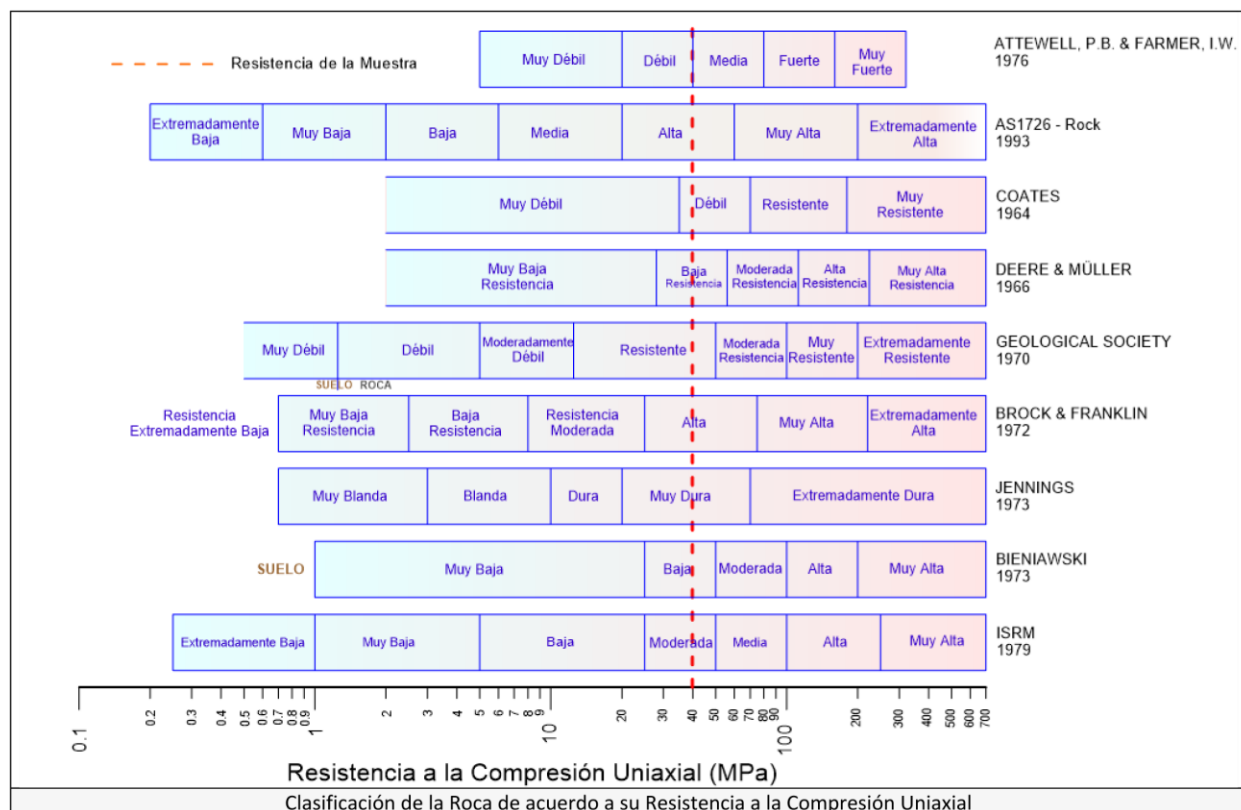 Resistencia de la Muestra
Muy Débil
Débil
Media
Fuerte
Muy
Fuerte
ATTEWELL, P.B. & FARMER, I.W.
1976
Extremadamente
Baja
Muy Baja
Baja
Media
Alta
Muy Alta
Extremadamente
Alta
AS1726 - Rock
1993
Muy Débil
Débil
Resistente
Muy
Resistente
COATES
1964
Muy Baja
Resistencia
Baja
Resistencia
Moderada
Resistencia
Alta
Resistencia
Muy Alta
Resistencia
DEERE & MÜLLER
1966
Muy Débil
Débil
Moderadamente
Débil
Resistente
Moderada
Resistencia
Muy
Resistente
Extremadamente
Resistente
GEOLOGICAL SOCIETY
1970
SUELO ROCA
Resistencia
Extremadamente Baja
Muy Baja
Resistencia
Baja
Resistencia
Resistencia
Moderada
Alta
Muy Alta
Extremadamente
Alta
BROCK & FRANKLIN
1972
Muy Blanda
Blanda
Dura
Muy Dura
Extremadamente Dura
JENNINGS
1973
SUELO
Muy Baja
Baja
Moderada
Alta
Muy Alta
BIENIAWSKI
1973
Extremadamente Baja
Muy Baja
Baja
Moderada
Media
Alta
Muy Alta
ISRM
1979
0.1 0.2 0.3 0.4 0.5 0.6 0.7 0.8 0.9 1 2 3 4 5 6 7 8 9 10 20 30 40 50 60 70 80 90 100 200 300 400 500 600 700
Resistencia a la Compresión Uniaxial (MPa)
Clasificación de la Roca de acuerdo a su Resistencia a la Compresión Uniaxial